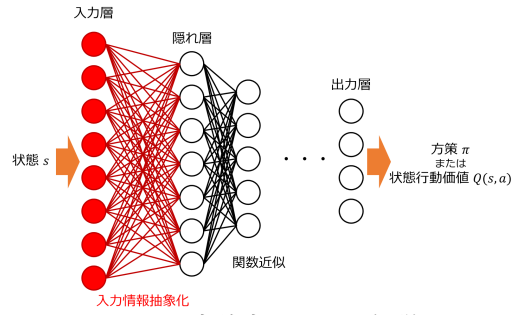 入力層
隠れ層
出力層
状態 s
・・・
方策 π
または
状態行動価値 Q(s,a)
関数近似
入力情報抽象化